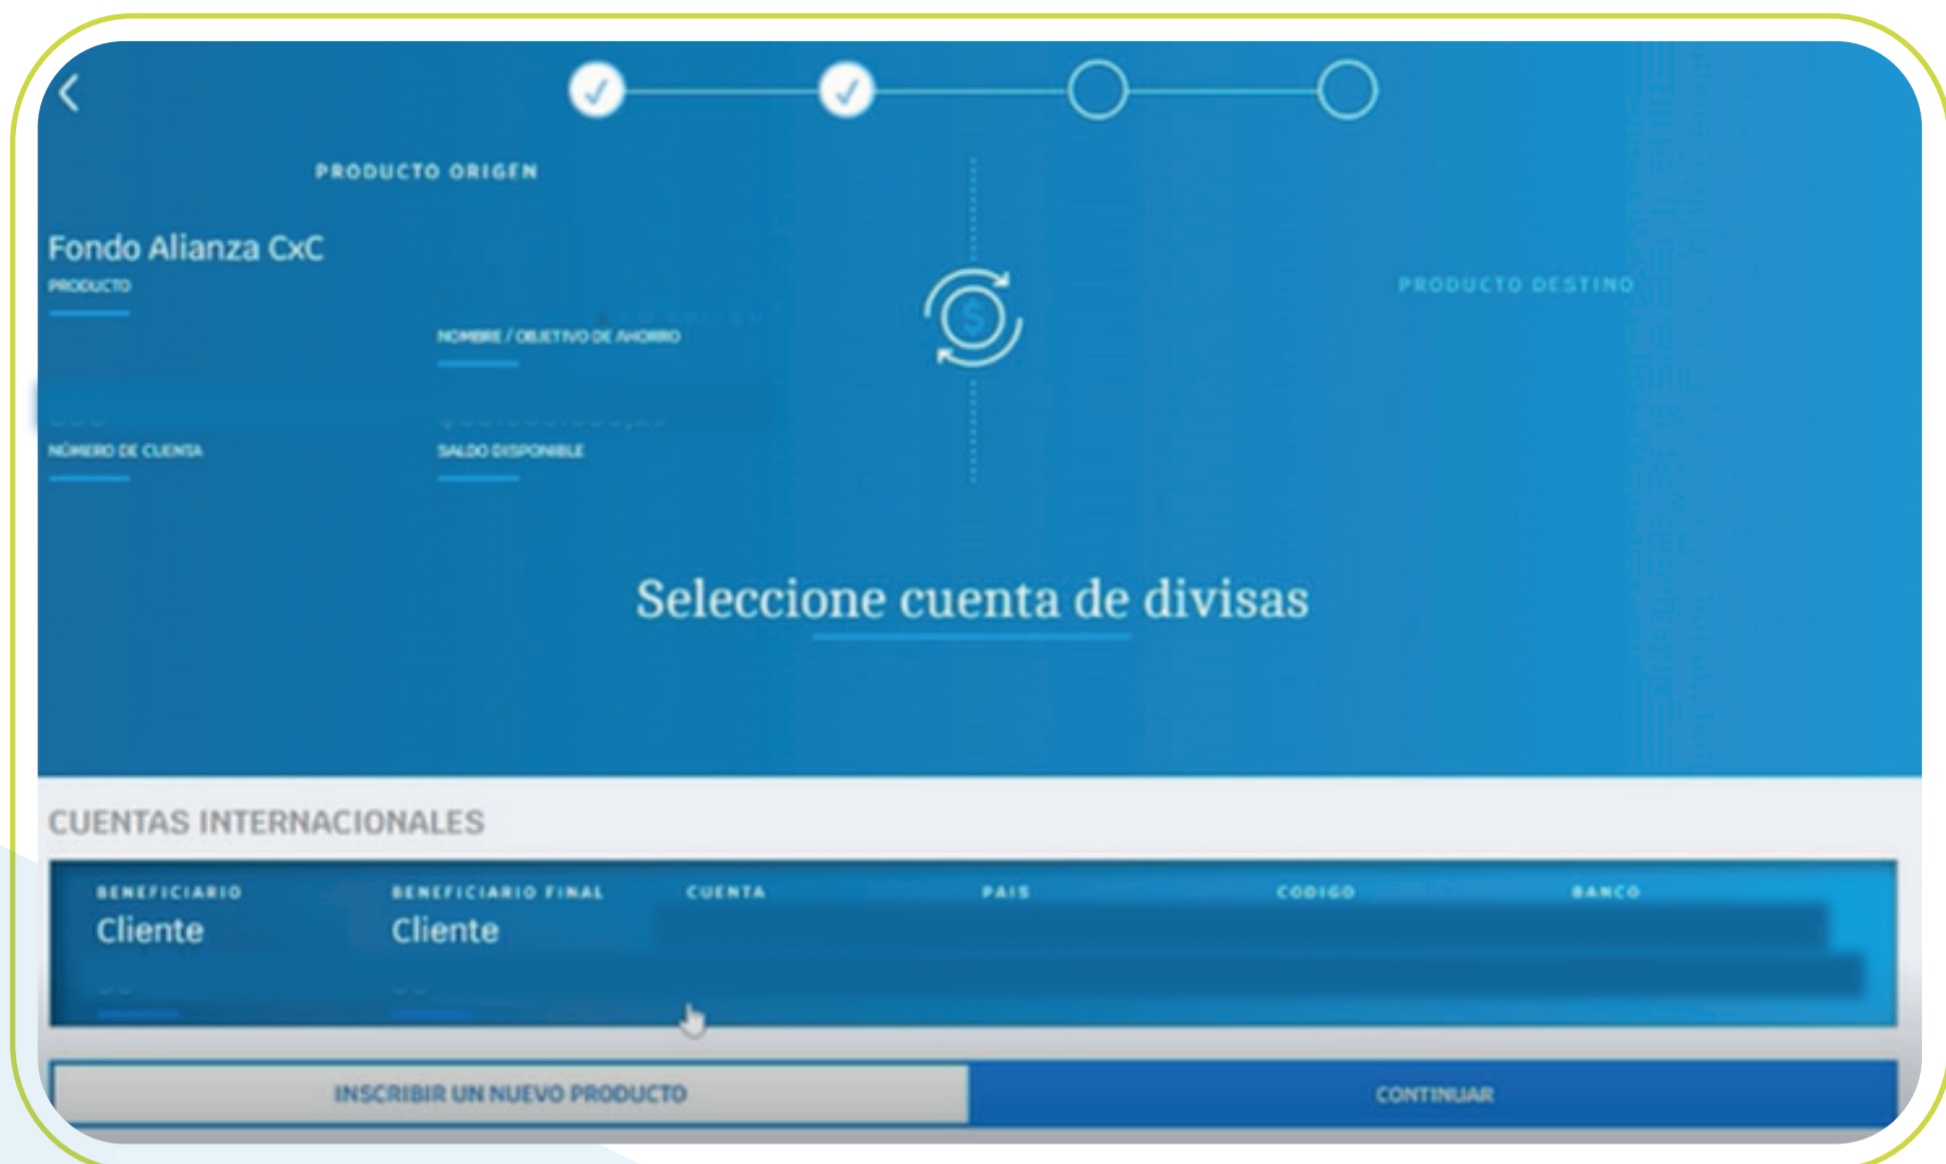 PRODUCTO ORIGEN
Fondo Alianza CxC
PRODUCTO
NOMBRE / OBJETIVO DE AHORRO
NÚMERO DE CUENTA
SALDO DISPONIBLE
$
PRODUCTO DESTINO
Seleccione cuenta de divisas
CUENTAS INTERNACIONALES
BENEFICIARIO BENEFICIARIO FINAL CUENTA PAIS CODIGO BANCO
Cliente Cliente
INSCRIBIR UN NUEVO PRODUCTO CONTINUAR